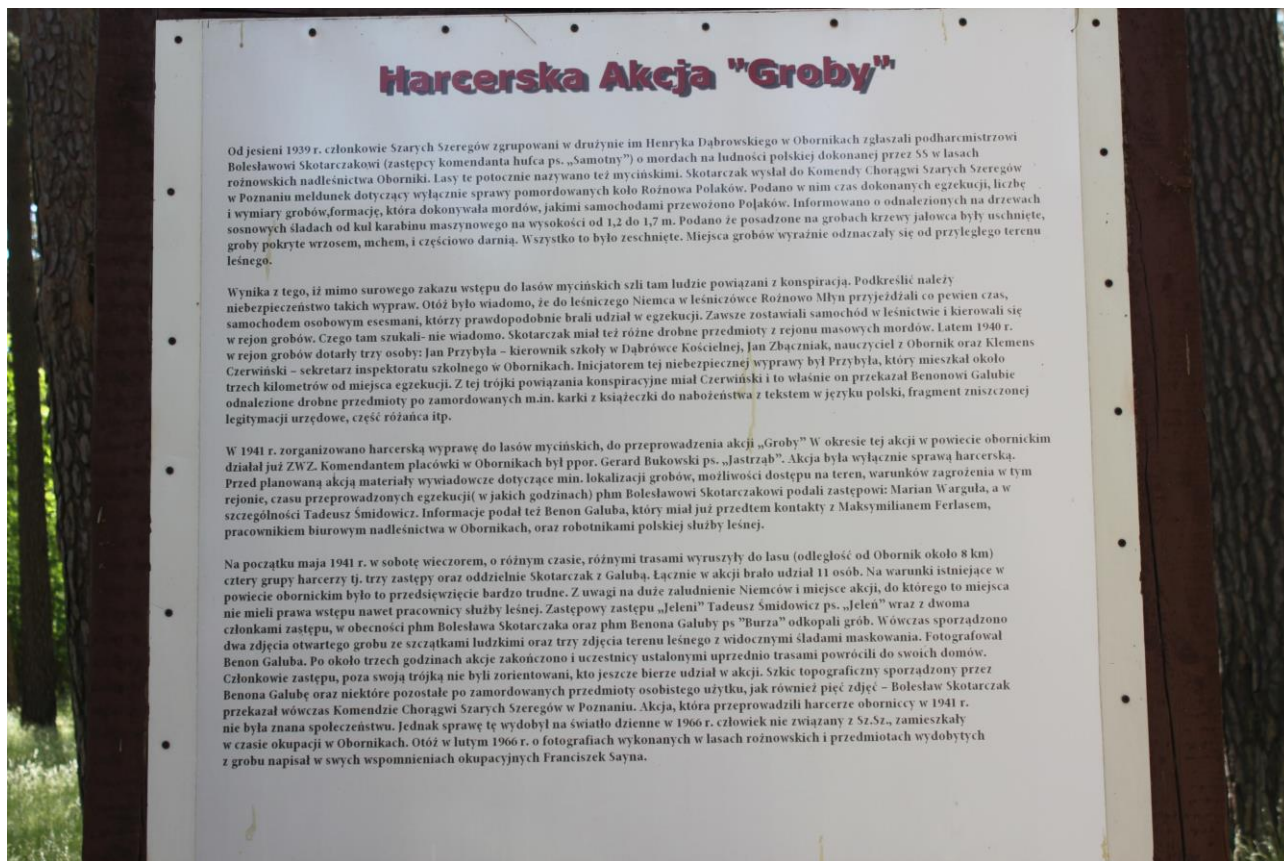 Harcerska Akcja "Groby"
Od jesieni 1939 r. członkowie Szarych Szeregów zgrupowani w drużynie im Henryka Dąbrowskiego w Obornikach zgłaszali podharcmistrzowi
Bolesławowi Skotarczakowi (zastępcy komendanta hufca ps. „Samotny”) o mordach na ludności polskiej dokonanej przez SS w lasach
rożnowskich nadleśnictwa Oborniki. Lasy te potocznie nazywano też mycińskimi. Skotarczak wysłał do Komendy Chorągwi Szarych Szeregów
w Poznaniu meldunek dotyczący wyłącznie sprawy pomordowanych koło Rożnowa Polaków. Podano w nim czas dokonanych egzekucji, liczbę
i wymiary grobów,formację, która dokonywała mordów, jakimi samochodami przewożono Polaków. Informowano o odnalezionych na drzewach
sosnowych śladach od kul karabinu maszynowego na wysokości od 1,2 do 1,7 m. Podano że posadzone na grobach krzewy jałowca były uschnięte,
groby pokryte wrzosem, mchem, i częściowo darnią. Wszystko to było zeschnięte. Miejsca grobów wyraźnie odznaczały się od przyległego terenu
leśnego.
Wynika z tego, iż mimo surowego zakazu wstępu do lasów mycińskich szli tam ludzie powiązani z konspiracją. Podkreślić należy
niebezpieczeństwo takich wypraw. Otóż było wiadomo, że do leśniczego Niemca w leśniczówce Rożnowo Młyn przyjeżdżali co pewien czas,
samochodem osobowym esesmani, którzy prawdopodobnie brali udział w egzekucji. Zawsze zostawiali samochód w leśnictwie i kierowali się
w rejon grobów. Czego tam szukali- nie wiadomo. Skotarczak miał też różne drobne przedmioty z rejonu masowych mordów. Latem 1940 r.
w rejon grobów dotarły trzy osoby: Jan Przybyła – kierownik szkoły w Dąbrówce Kościelnej, Jan Zbączniak, nauczyciel z Obornik oraz Klemens
Czerwiński – sekretarz inspektoratu szkolnego w Obornikach. Inicjatorem tej niebezpiecznej wyprawy był Przybyła, który mieszkał około
trzech kilometrów od miejsca egzekucji. Z tej trójki powiązania konspiracyjne miał Czerwiński i to właśnie on przekazał Benonowi Gałubie
odnalezione drobne przedmioty po zamordowanych m.in. karki z książeczki do nabożeństwa z tekstem w języku polski, fragment zniszczonej
legitymacji urzędowe, część różańca itp.
W 1941 r. zorganizowano harcerską wyprawę do lasów mycińskich, do przeprowadzenia akcji „Groby” W okresie tej akcji w powiecie obornickim
działał już ZWZ. Komendantem placówki w Obornikach był ppor. Gerard Bukowski ps. „Jastrząb”. Akcja była wyłącznie sprawą harcerską.
Przed planowaną akcją materiały wywiadowcze dotyczące min. lokalizacji grobów, możliwości dostępu na teren, warunków zagrożenia w tym
rejonie, czasu przeprowadzonych egzekucji( w jakich godzinach) phm Bolesławowi Skotarczakowi podali zastępowi: Marian Warguła, a w
szczególności Tadeusz Śmidowicz. Informacje podał też Benon Gałuba, który miał już przedtem kontakty z Maksymilianem Ferlasem,
pracownikiem biurowym nadleśnictwa w Obornikach, oraz robotnikami polskiej służby leśnej.
Na początku maja 1941 r. w sobotę wieczorem, o różnym czasie, różnymi trasami wyruszyły do lasu (odległość od Obornik około 8 km)
cztery grupy harcerzy tj. trzy zastępy oraz oddzielnie Skotarczak z Gałubą. Łącznie w akcji brało udział 11 osób. Na warunki istniejące w
powiecie obornickim było to przedsięwzięcie bardzo trudne. Z uwagi na duże zaludnienie Niemców i miejsce akcji, do którego to miejsca
nie mieli prawa wstępu nawet pracownicy służby leśnej. Zastępowy zastępu „Jeleni” Tadeusz Śmidowicz ps. „Jeleń” wraz z dwoma
członkami zastępu, w obecności phm Bolesława Skotarczaka oraz phm Benona Gałuby ps "Burza" odkopali grób. Wówczas sporządzono
dwa zdjęcia otwartego grobu ze szczątkami ludzkimi oraz trzy zdjęcia terenu leśnego z widocznymi śladami maskowania. Fotografował
Benon Gałuba. Po około trzech godzinach akcje zakończono i uczestnicy ustalonymi uprzednio trasami powrócili do swoich domów.
Członkowie zastępu, poza swoją trójką nie byli zorientowani, kto jeszcze bierze udział w akcji. Szkic topograficzny sporządzony przez
Benona Gałubę oraz niektóre pozostałe po zamordowanych przedmioty osobistego użytku, jak również pięć zdjęć – Bolesław Skotarczak
przekazał wówczas Komendzie Chorągwi Szarych Szeregów w Poznaniu. Akcja, która przeprowadzili harcerze oborniccy w 1941 r.
nie była znana społeczeństwu. Jednak sprawę tę wydobył na światło dzienne w 1966 r. człowiek nie związany z Sz.Sz., zamieszkały
w czasie okupacji w Obornikach. Otóż w lutym 1966 r. o fotografiach wykonanych w lasach rożnowskich i przedmiotach wydobytych
z grobu napisał w swych wspomnieniach okupacyjnych Franciszek Sayna.